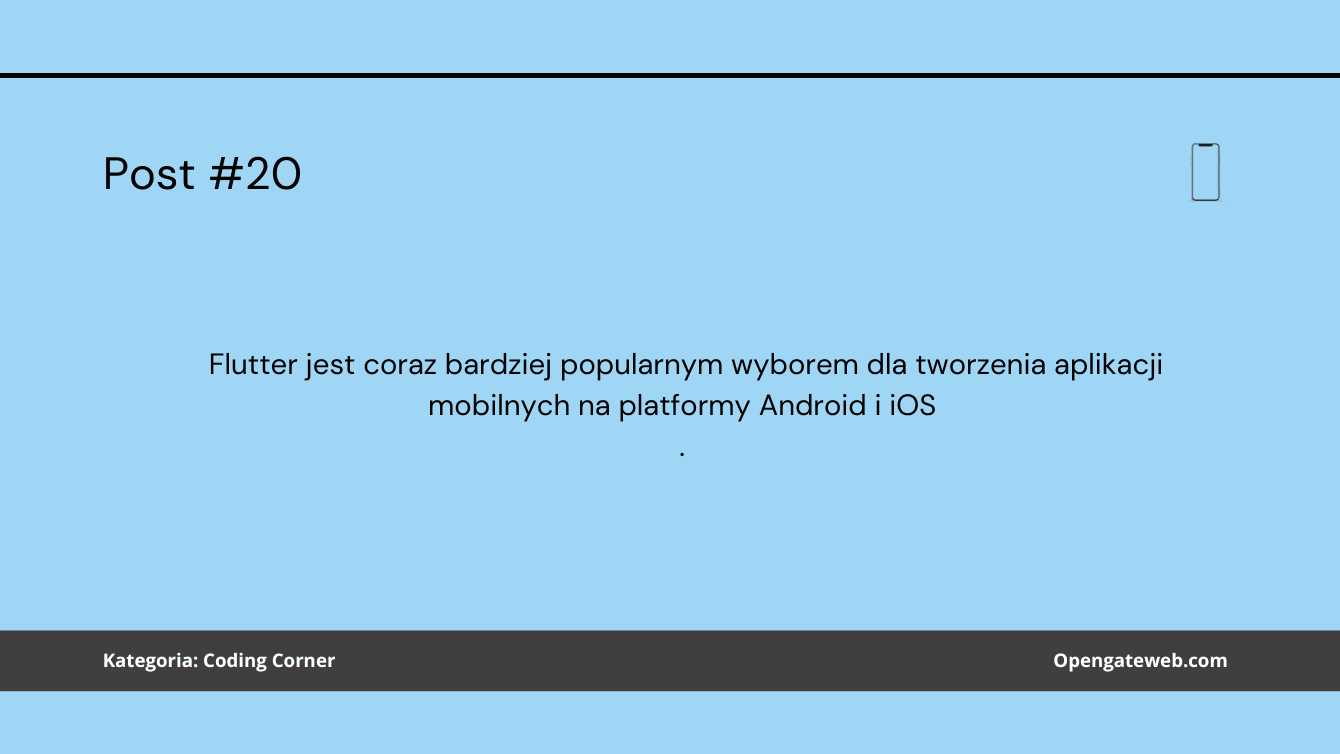 Post #20
Flutter jest coraz bardziej popularnym wyborem dla tworzenia aplikacji
mobilnych na platformy Android i iOS
.
Kategoria: Coding Corner
Opengateweb.com